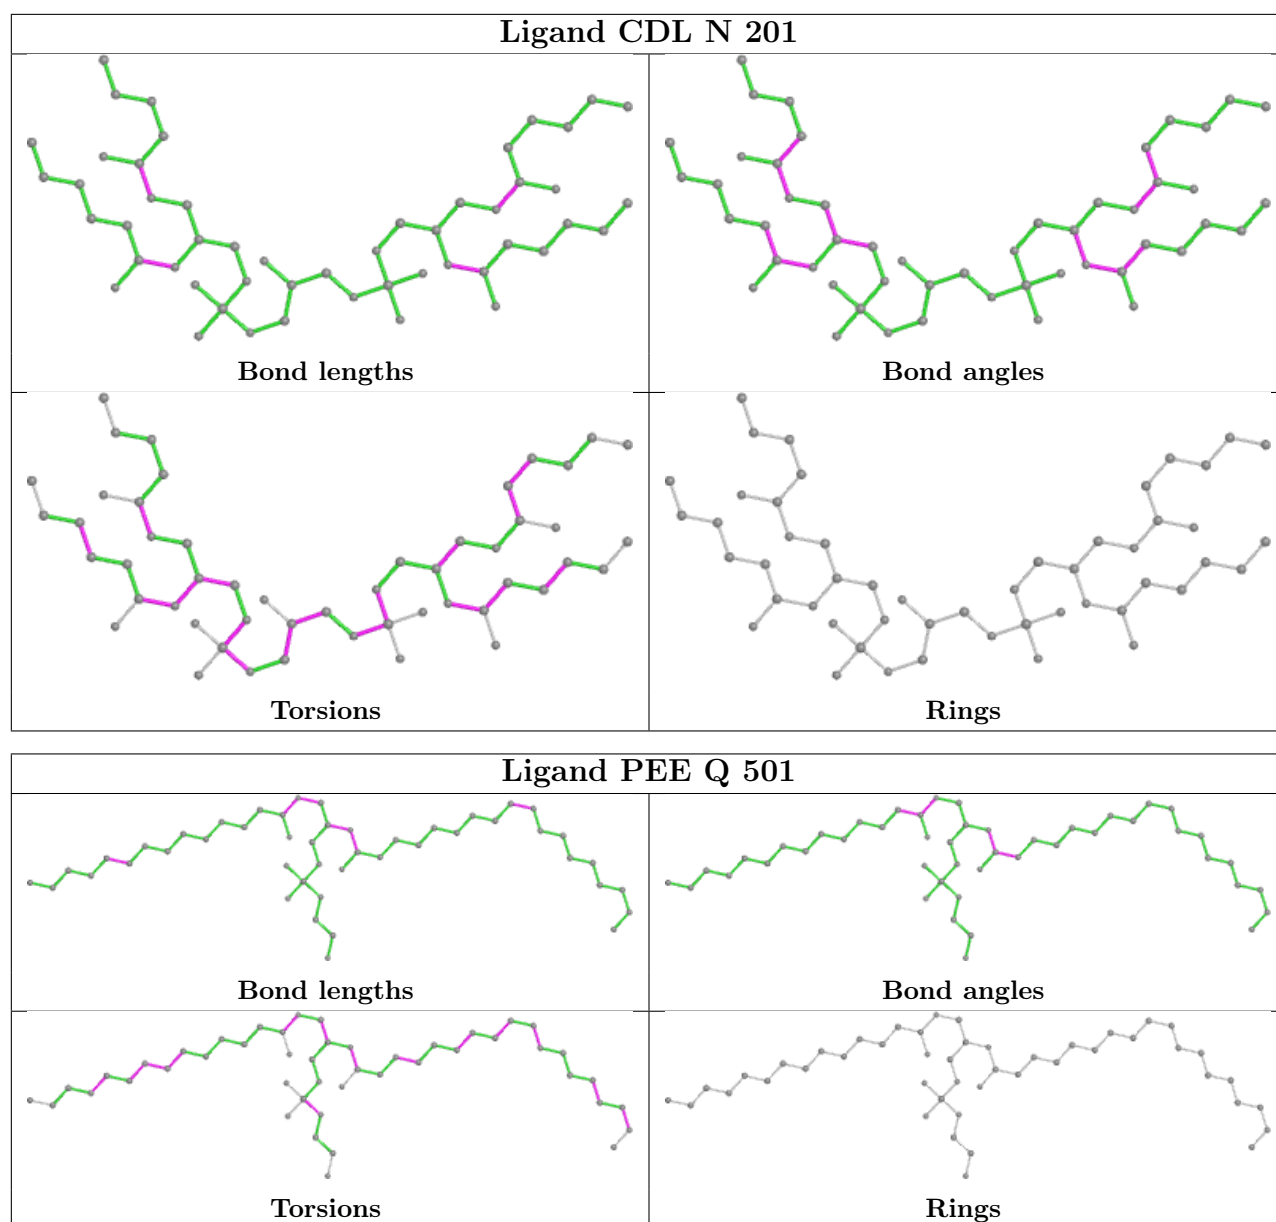 Ligand CDL N 201
Bond lengths
Bond angles
Torsions
Rings
Ligand PEE Q 501
Bond lengths
Bond angles
Torsions
Rings